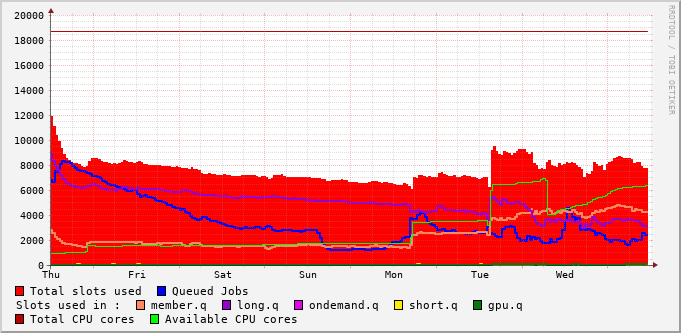 20000
18000
16000
14000
12000
10000
8000
6000
4000
2000
0
Thu Fri Sat Sun Mon Tue Wed
RRDTOOL / TOBI OETIKER
Total slots used Queued Jobs
Slots used in : member.q long.q ondemand.q short.q gpu.q
Total CPU cores Available CPU cores